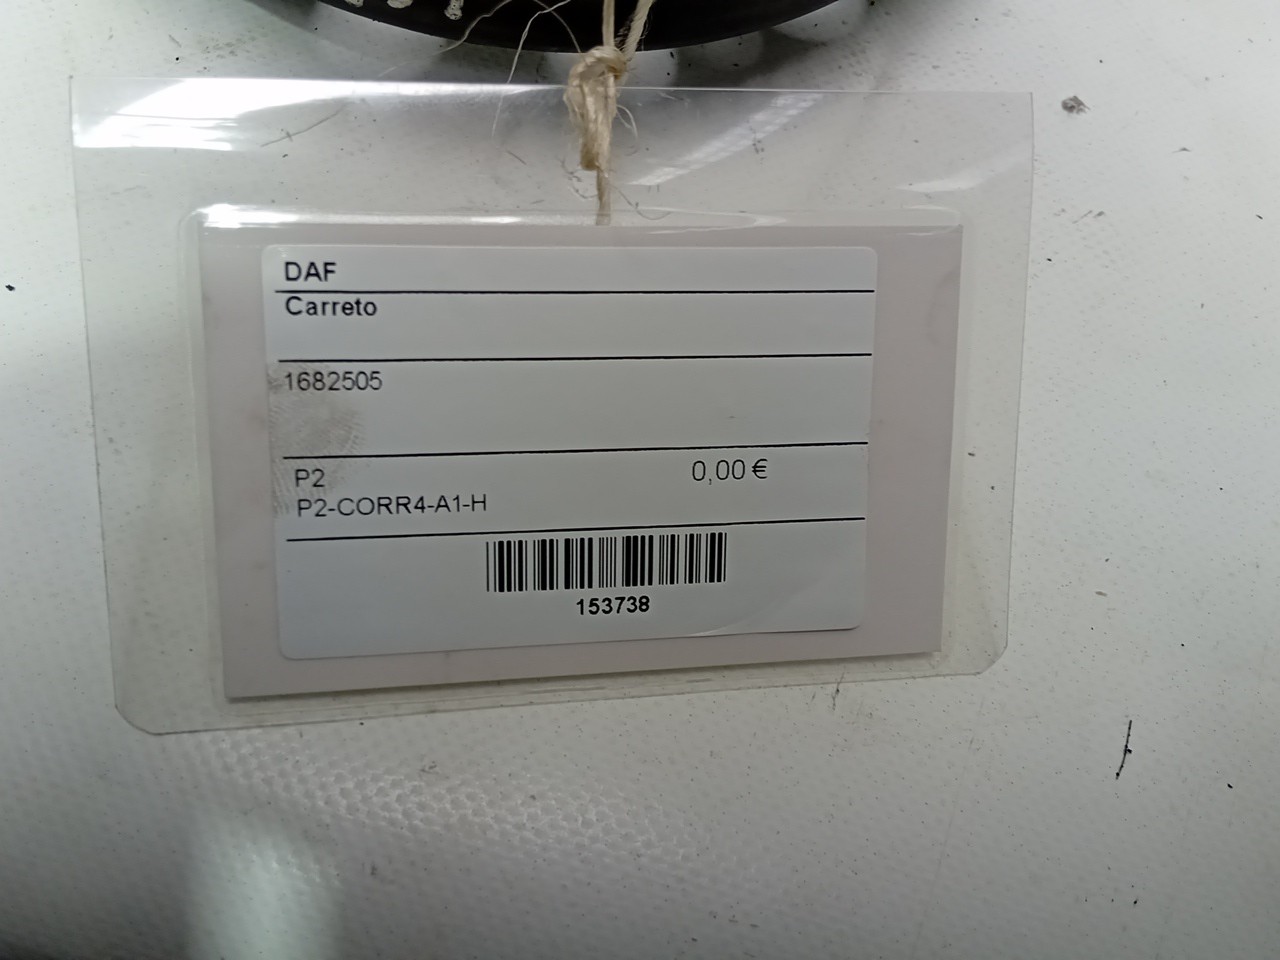 DAF
Carreto
1682505
P2 0,00 €
P2-CORR4-A1-H
153738